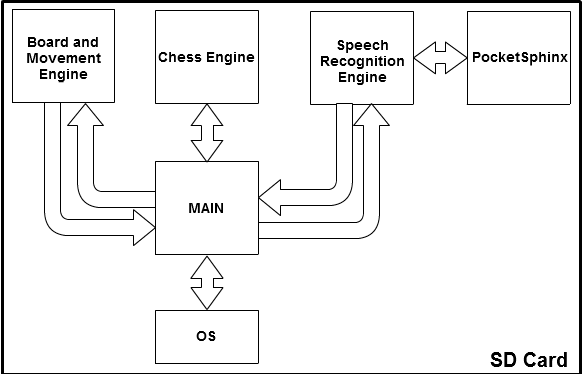 Board and
Movement
Engine
Chess Engine
Speech
Recognition
Engine
PocketSphinx
MAIN
OS
SD Card